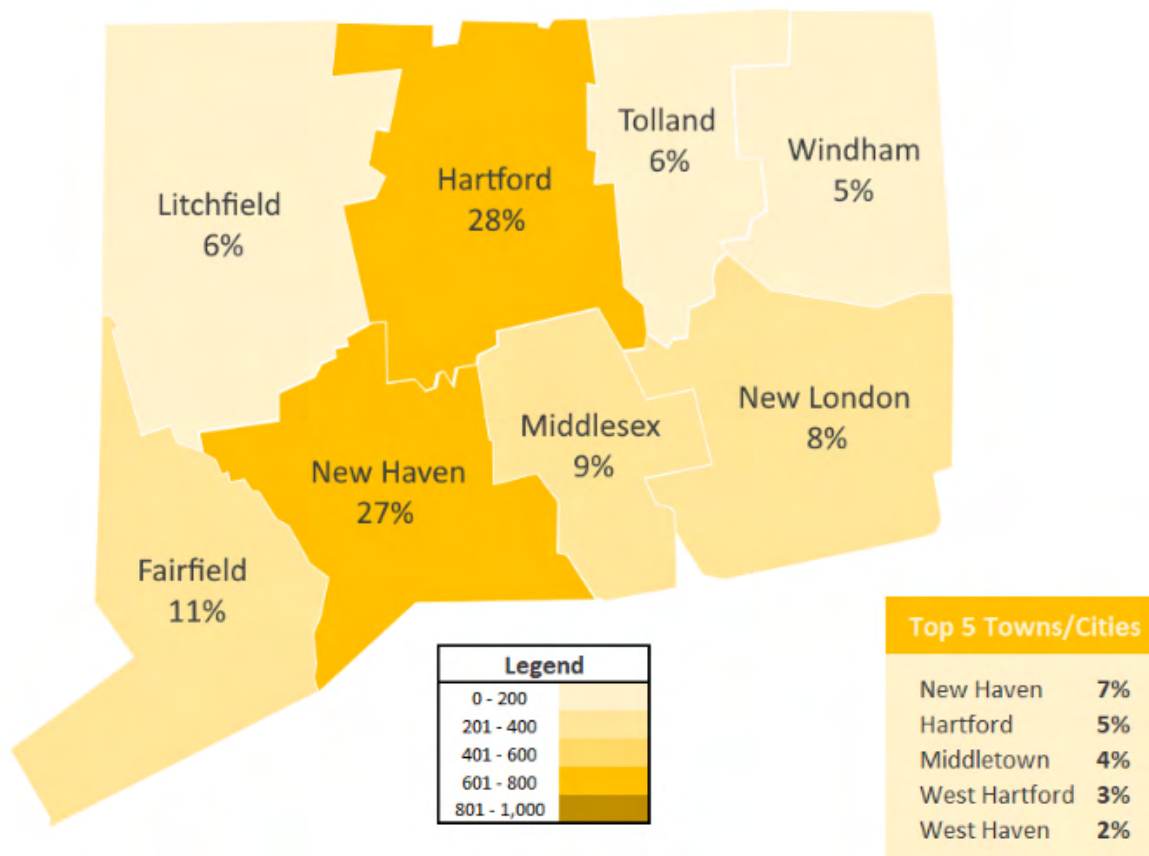 Tolland
6%
Windham
5%
Hartford
28%
Litchfield
6%
New London
8%
Middlesex
9%
New Haven
27%
Fairfield
11%
Legend
0 - 200
201 - 400
401 - 600
601 - 800
801 - 1,000
Top 5 Towns/Cities
New Haven 7%
Hartford 5%
Middletown 4%
West Hartford 3%
West Haven 2%